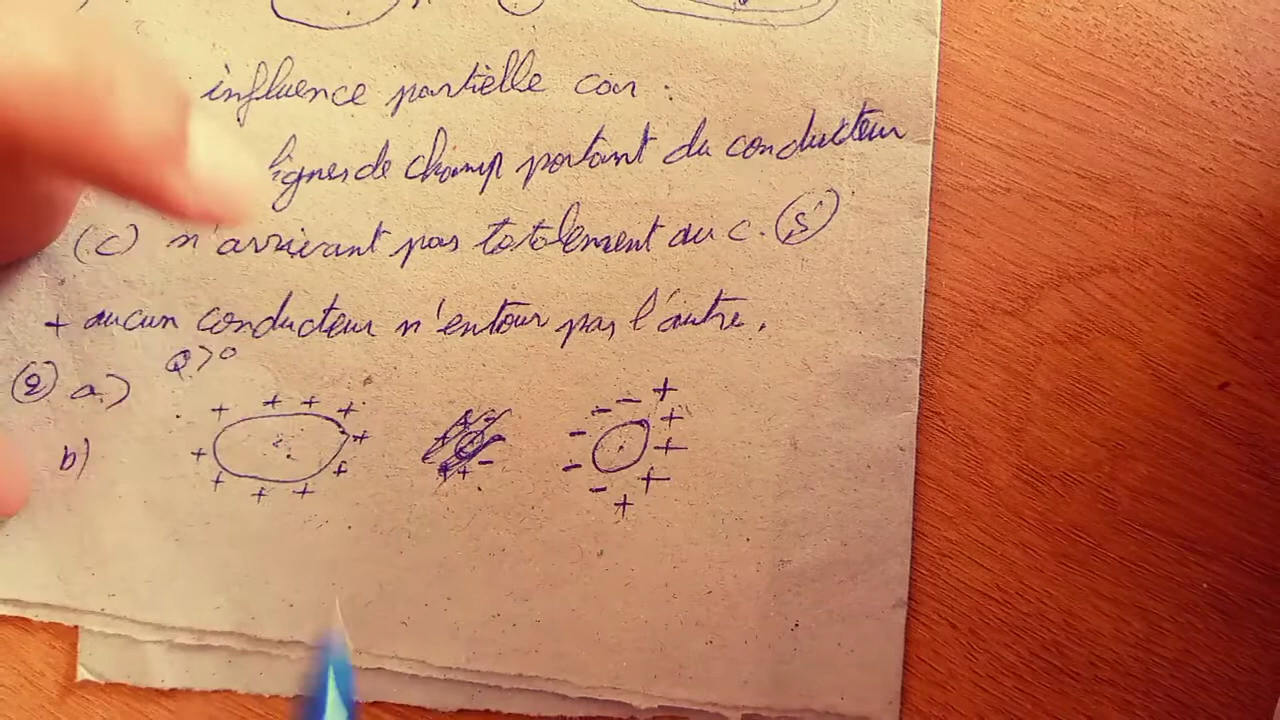 influence partielle car :
lignes de champ partant du conducteur
(C) n'arrivant pas totalement au c. (S')
+ aucun conducteur n'entour pas l'autre.
Q>0
(2) a.)
+ + + + + + + + + + + - - - - - + + + + +
b)